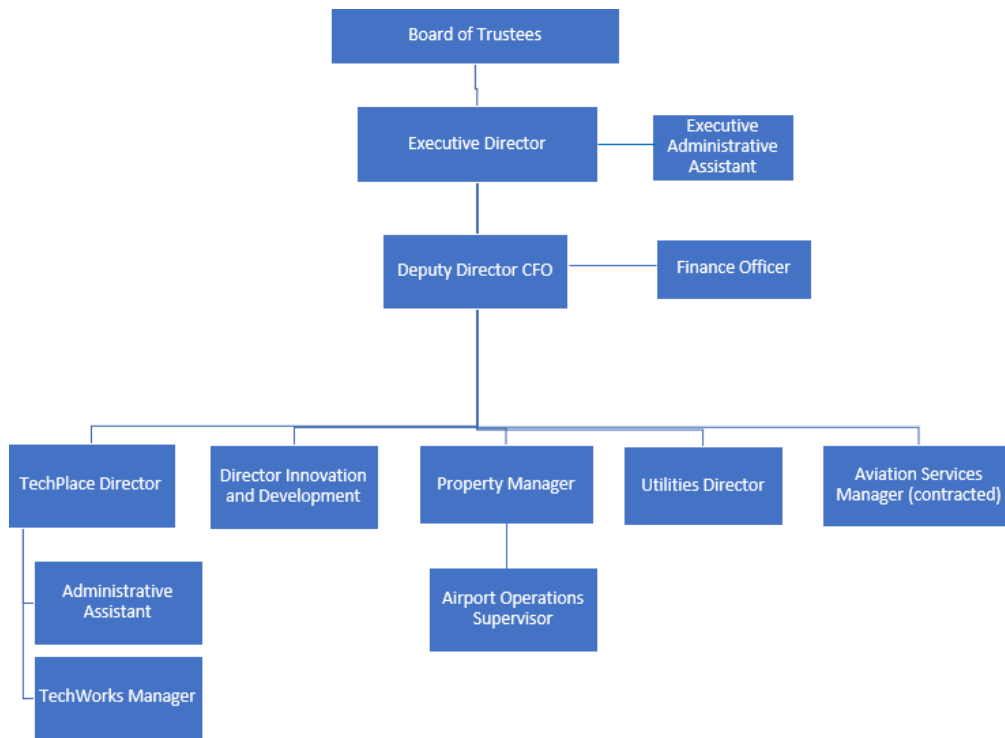 Board of Trustees
Executive Director
Executive
Administrative
Assistant
Deputy Director CFO
Finance Officer
TechPlace Director
Director Innovation
and Development
Property Manager
Utilities Director
Aviation Services
Manager (contracted)
Administrative
Assistant
Airport Operations
Supervisor
TechWorks Manager